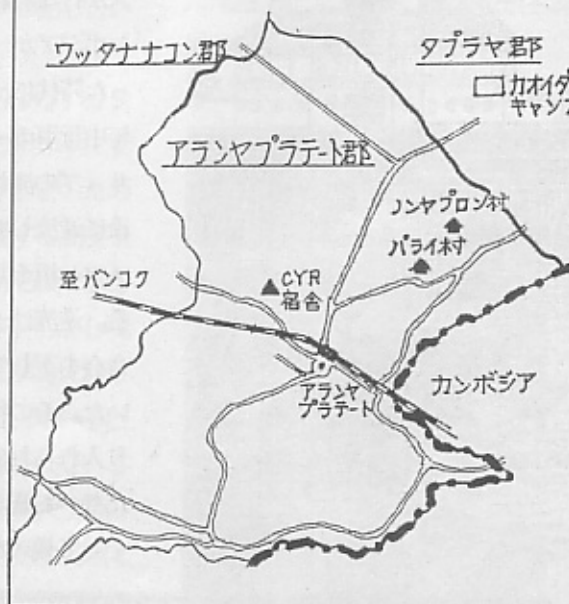 ワッタナナコン郡
タプラヤ郡
カオイダ
キャンプ
アランヤプラテート郡
ノンヤプロン村
パライ村
至バンコク
CYR
宿舎
カンボジア
アランヤ
プラテート